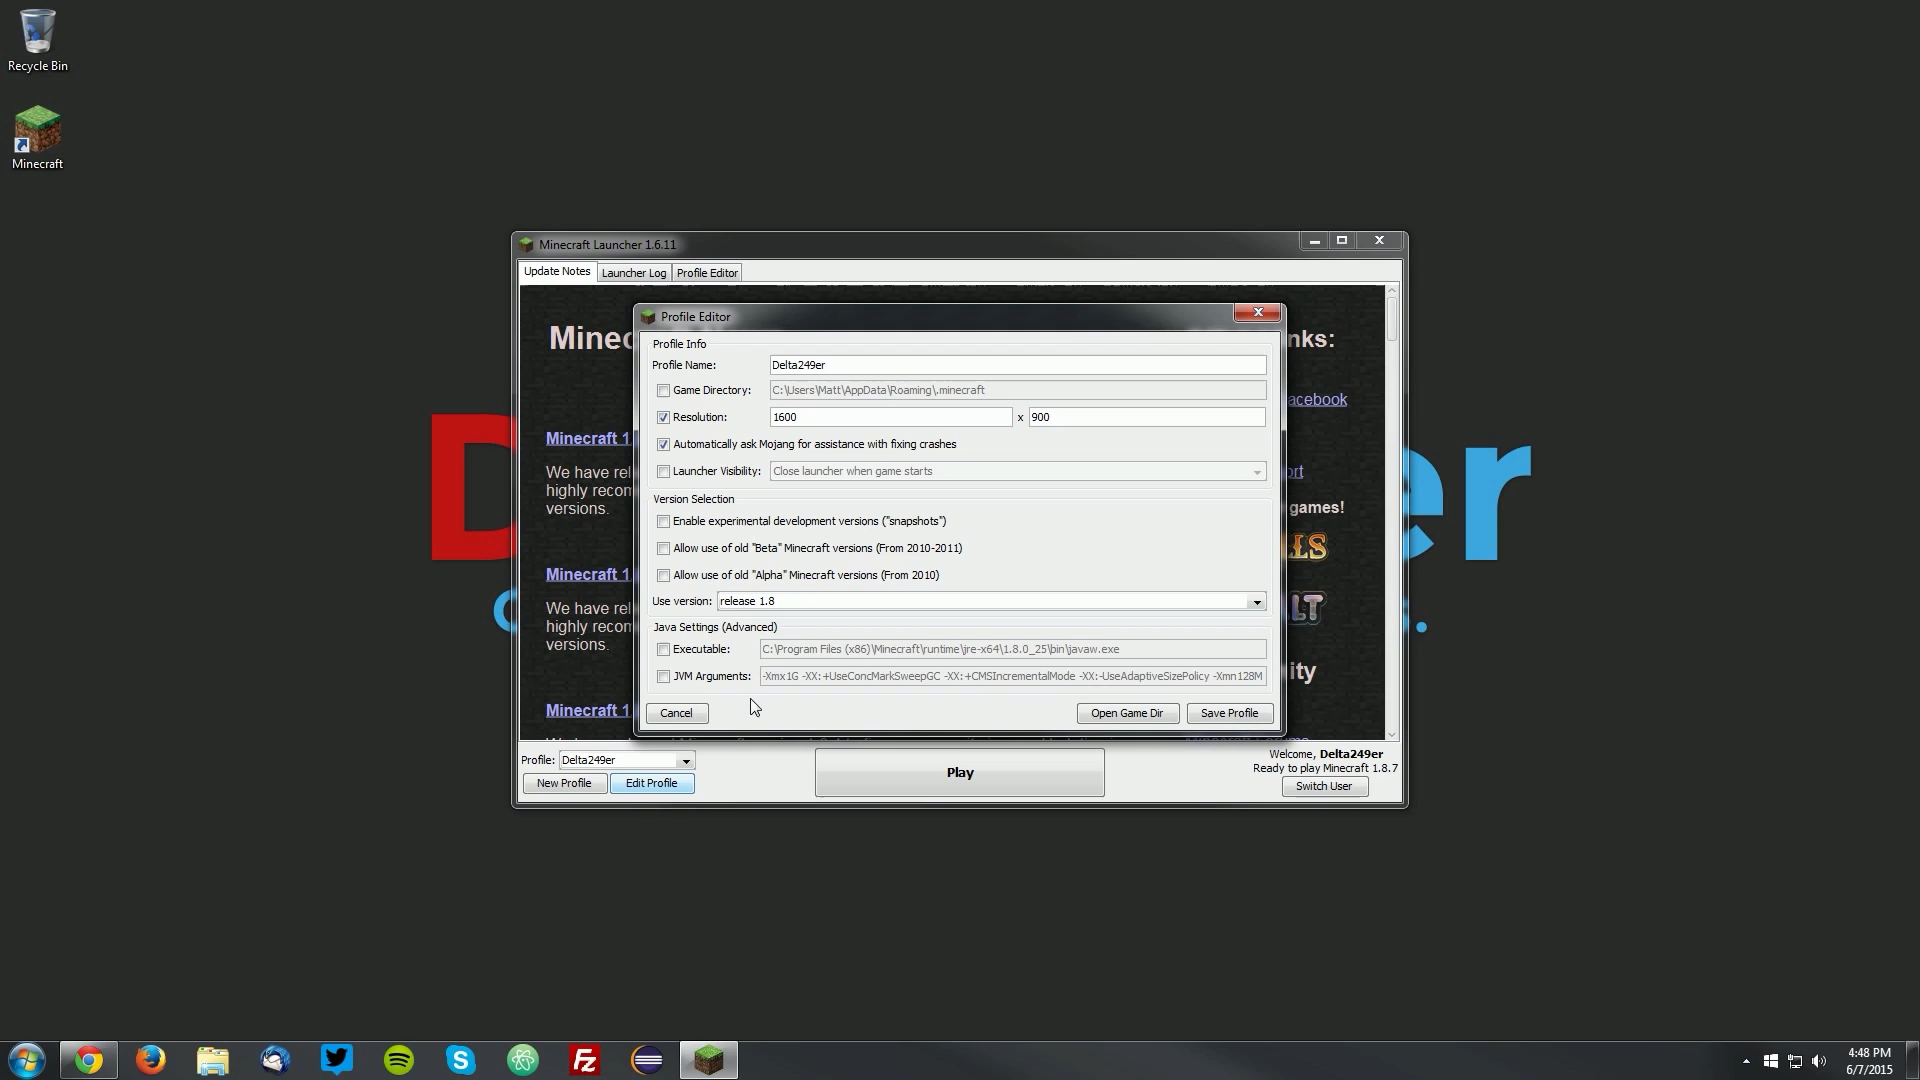 Recycle Bin
Minecraft
Minecraft Launcher 1.6.11
Update Notes
Launcher Log
Profile Editor
Minec
nks:
Profile Editor
Profile Info
Profile Name:
Delta249er
Game Directory:
C:\Users\Matt\AppData\Roaming\.minecraft
Resolution:
1600
x
900
Automatically ask Mojang for assistance with fixing crashes
Launcher Visibility:
Close launcher when game starts
Version Selection
Enable experimental development versions ("snapshots")
Allow use of old "Beta" Minecraft versions (From 2010-2011)
Allow use of old "Alpha" Minecraft versions (From 2010)
Use version:
release 1.8
Java Settings (Advanced)
Executable:
C:\Program Files (x86)\Minecraft\runtime\jre-x64\1.8.0_25\bin\javaw.exe
JVM Arguments:
-Xmx1G -XX:+UseConcMarkSweepGC -XX:+CMSIncrementalMode -XX:-UseAdaptiveSizePolicy -Xmn128M
Cancel
Open Game Dir
Save Profile
acebook
Minecraft 1
We have rel
highly recom
versions.
ort
games!
LS
Minecraft 1
We have rel
highly recom
versions.
LT
ity
Minecraft 1
D
er
Profile:
Delta249er
New Profile
Edit Profile
Play
Welcome, Delta249er
Ready to play Minecraft 1.8.7
Switch User
Fz
4:48 PM
6/7/2015